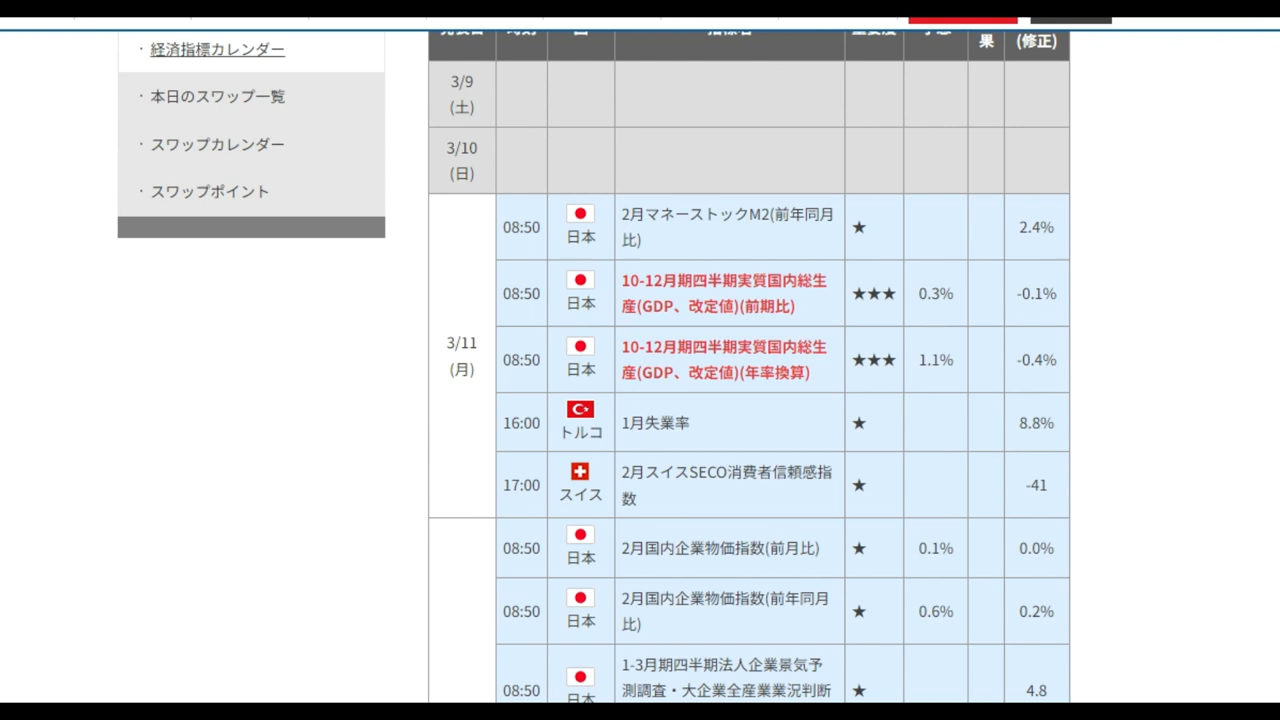 ・経済指標カレンダー
・本日のスワップ一覧
・スワップカレンダー
・スワップポイント
果
(修正)
3/9
(土)
3/10
(日)
3/11
(月)
08:50
日本
2月マネーストックM2(前年同月
比)
★
2.4%
08:50
日本
10-12月期四半期実質国内総生
産(GDP、改定値)(前期比)
★★★
0.3%
-0.1%
08:50
日本
10-12月期四半期実質国内総生
産(GDP、改定値)(年率換算)
★★★
1.1%
-0.4%
16:00
トルコ
1月失業率
★
8.8%
17:00
スイス
2月スイスSECO消費者信頼感指
数
★
-41
08:50
日本
2月国内企業物価指数(前月比)
★
0.1%
0.0%
08:50
日本
2月国内企業物価指数(前年同月
比)
★
0.6%
0.2%
08:50
日本
1-3月期四半期法人企業景気予
測調査・大企業全産業業況判断
★
4.8